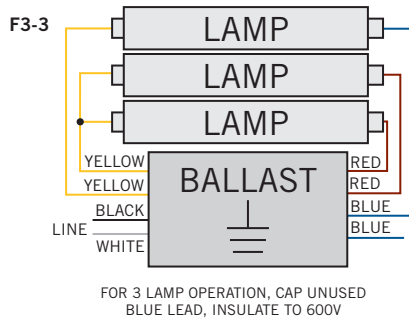 F3-3
LAMP
LAMP
LAMP
YELLOW
YELLOW
BLACK
LINE
WHITE
BALLAST
RED
RED
BLUE
BLUE
FOR 3 LAMP OPERATION, CAP UNUSED
BLUE LEAD, INSULATE TO 600V